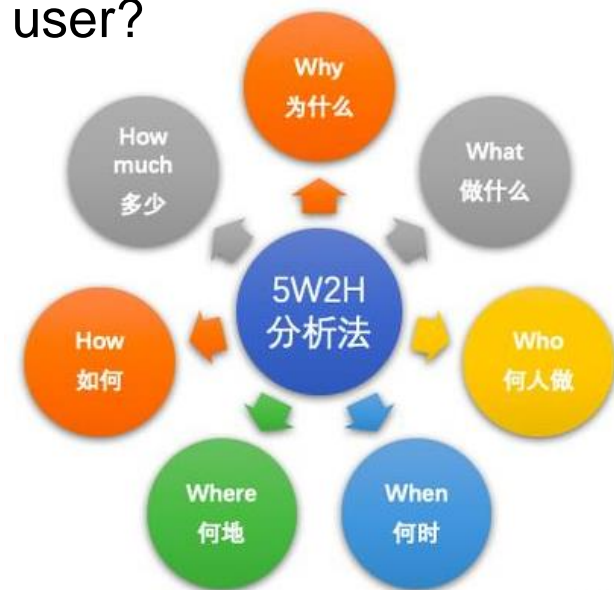 user?
Why
为什么
What
做什么
Who
何人做
When
何时
Where
何地
How
如何
How
much
多少
5W2H
分析法